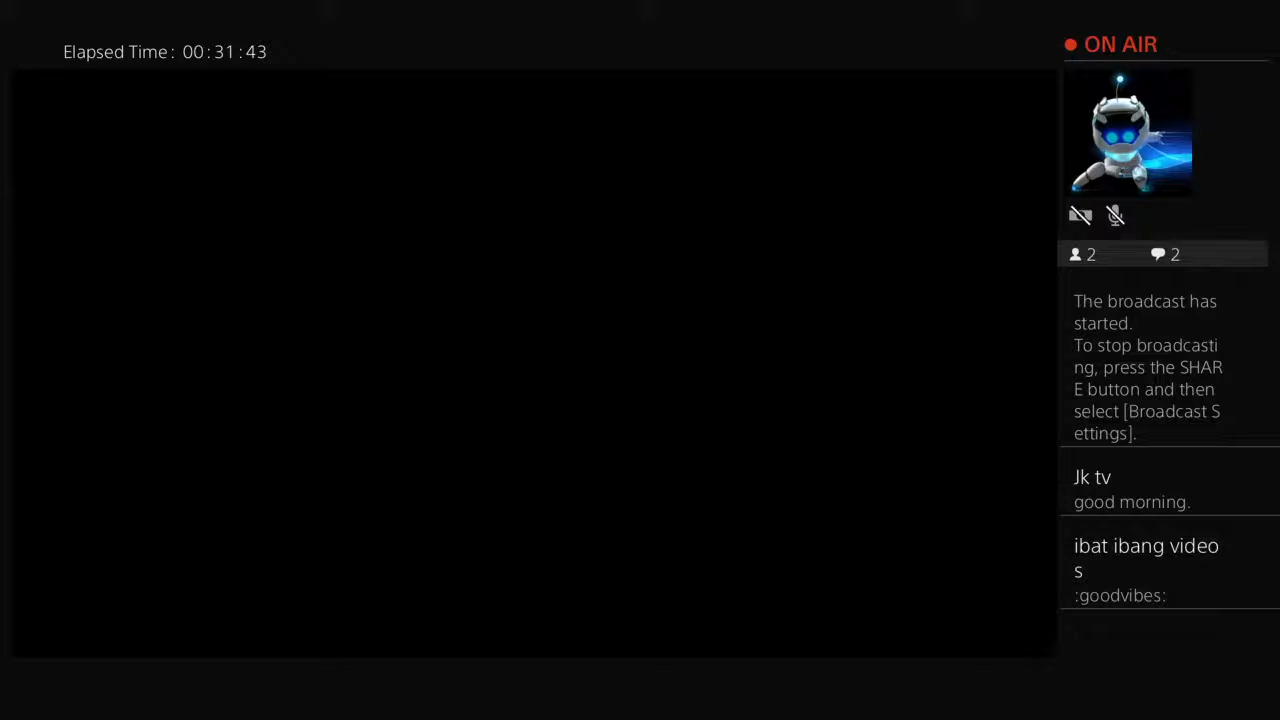 Elapsed Time: 00:31:43
ON AIR
2 2
The broadcast has
started.
To stop broadcasti
ng, press the SHAR
E button and then
select [Broadcast S
ettings].
Jk tv
good morning.
ibat ibang video
s
:goodvibes: